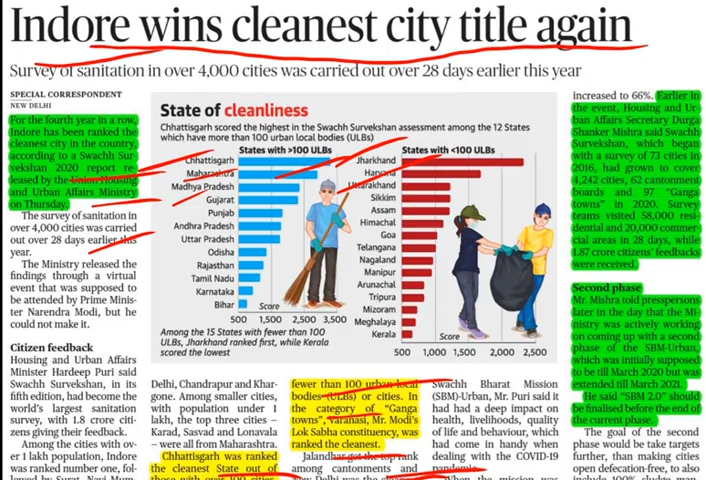 Indore wins cleanest city title again
Survey of sanitation in over 4,000 cities was carried out over 28 days earlier this year
SPECIAL CORRESPONDENT
NEW DELHI
For the fourth year in a row,
Indore has been ranked the
cleanest city in the country,
according to a Swachh Sur-
vekshan 2020 report re-
leased by the Union Housing
and Urban Affairs Ministry
on Thursday.
The survey of sanitation in
over 4,000 cities was carried
out over 28 days earlier this
year.
The Ministry released the
findings through a virtual
event that was supposed to
be attended by Prime Minis-
ter Narendra Modi, but he
could not make it.
Citizen feedback
Housing and Urban Affairs
Minister Hardeep Puri said
Swachh Survekshan, in its
fifth edition, had become the
world's largest sanitation
survey, with 1.8 crore citi-
zens giving their feedback.
Among the cities with ov-
er 1 lakh population, Indore
was ranked number one, fol-
lowed by Surat, Navi Mum-
State of cleanliness
Chhattisgarh scored the highest in the Swachh Survekshan assessment among the 12 States
which have more than 100 urban local bodies (ULBs)
States with >100 ULBs
Chhattisgarh
Maharashtra
Madhya Pradesh
Gujarat
Punjab
Andhra Pradesh
Uttar Pradesh
Odisha
Rajasthan
Tamil Nadu
Karnataka
Bihar
Score
500 1,500 2,500 3,500
States with <100 ULBs
Jharkhand
Haryana
Uttarakhand
Sikkim
Assam
Himachal
Goa
Telangana
Nagaland
Manipur
Arunachal
Tripura
Mizoram
Meghalaya
Kerala
Score
500 1,000 1,500 2,000 2,500
Among the 15 States with fewer than 100
ULBs, Jharkhand ranked first, while Kerala
scored the lowest
Delhi, Chandrapur and Khar-
gone. Among smaller cities,
with population under 1
lakh, the top three cities –
Karad, Sasvad and Lonavala
– were all from Maharashtra.
Chhattisgarh was ranked
the cleanest State out of
those with over 100 cities,
fewer than 100 urban local
bodies (ULBs) or cities. In
the category of “Ganga
towns”, Varanasi, Mr. Modi's
Lok Sabha constituency, was
ranked the cleanest.
Jalandhar got the top rank
among cantonments and
New Delhi was the cleanest
Swachh Bharat Mission
(SBM-Urban), Mr. Puri said it
had had a deep impact on
health, livelihoods, quality
of life and behaviour, which
had come in handy when
dealing with the COVID-19
pandemic.
“When the mission was
increased to 66%. Earlier in
the event, Housing and Ur-
ban Affairs Secretary Durga
Shanker Mishra said Swachh
Survekshan, which began
with a survey of 73 cities in
2016, had grown to cover
4,242 cities, 62 cantonment
boards and 97 “Ganga
towns” in 2020. Survey
teams visited 58,000 resi-
dential and 20,000 commer-
cial areas in 28 days, while
1.87 crore citizens' feedbacks
were received.
Second phase
Mr. Mishra told presspersons
later in the day that the Mi-
nistry was actively working
on coming up with a second
phase of the SBM-Urban,
which was initially supposed
to be till March 2020 but was
extended till March 2021.
He said “SBM 2.0” should
be finalised before the end of
the current phase.
The goal of the second
phase would be take targets
further, than making cities
open defecation-free, to also
include 100% sludge man-